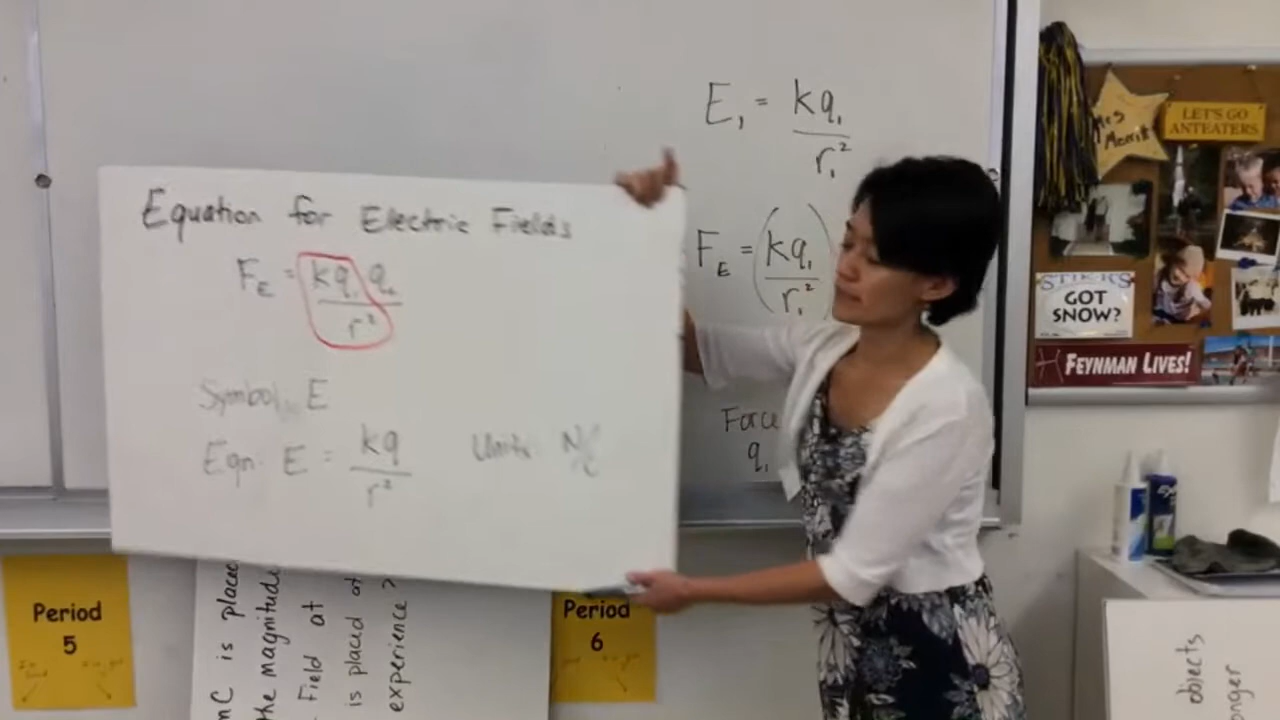 Equation for Electric Fields
F_E = kq₁q₂
r²
Symbol: E
Eqn: E = kq
r²
Units: N/C
E₁ = kq₁
r₁²
F_E = (kq₁
r₁²)
Force
q₁
Mrs
Merritt
LET'S GO
ANTEATERS
GOT
SNOW?
FEYNMAN LIVES!
Period
5
Period
6
C is placed
the magnitude
Field at
is placed at
experience?
objects